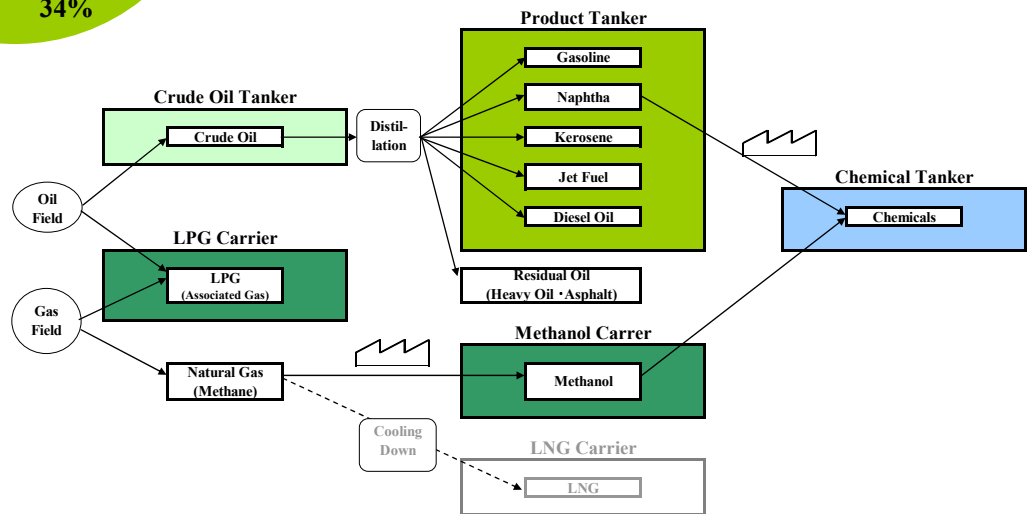 34%
Product Tanker
Gasoline
Naphtha
Kerosene
Jet Fuel
Diesel Oil
Crude Oil Tanker
Crude Oil
Distil-
lation
Chemical Tanker
Chemicals
Oil
Field
LPG Carrier
LPG
(Associated Gas)
Residual Oil
(Heavy Oil・Asphalt)
Gas
Field
Methanol Carrer
Methanol
Natural Gas
(Methane)
Cooling
Down
LNG Carrier
LNG